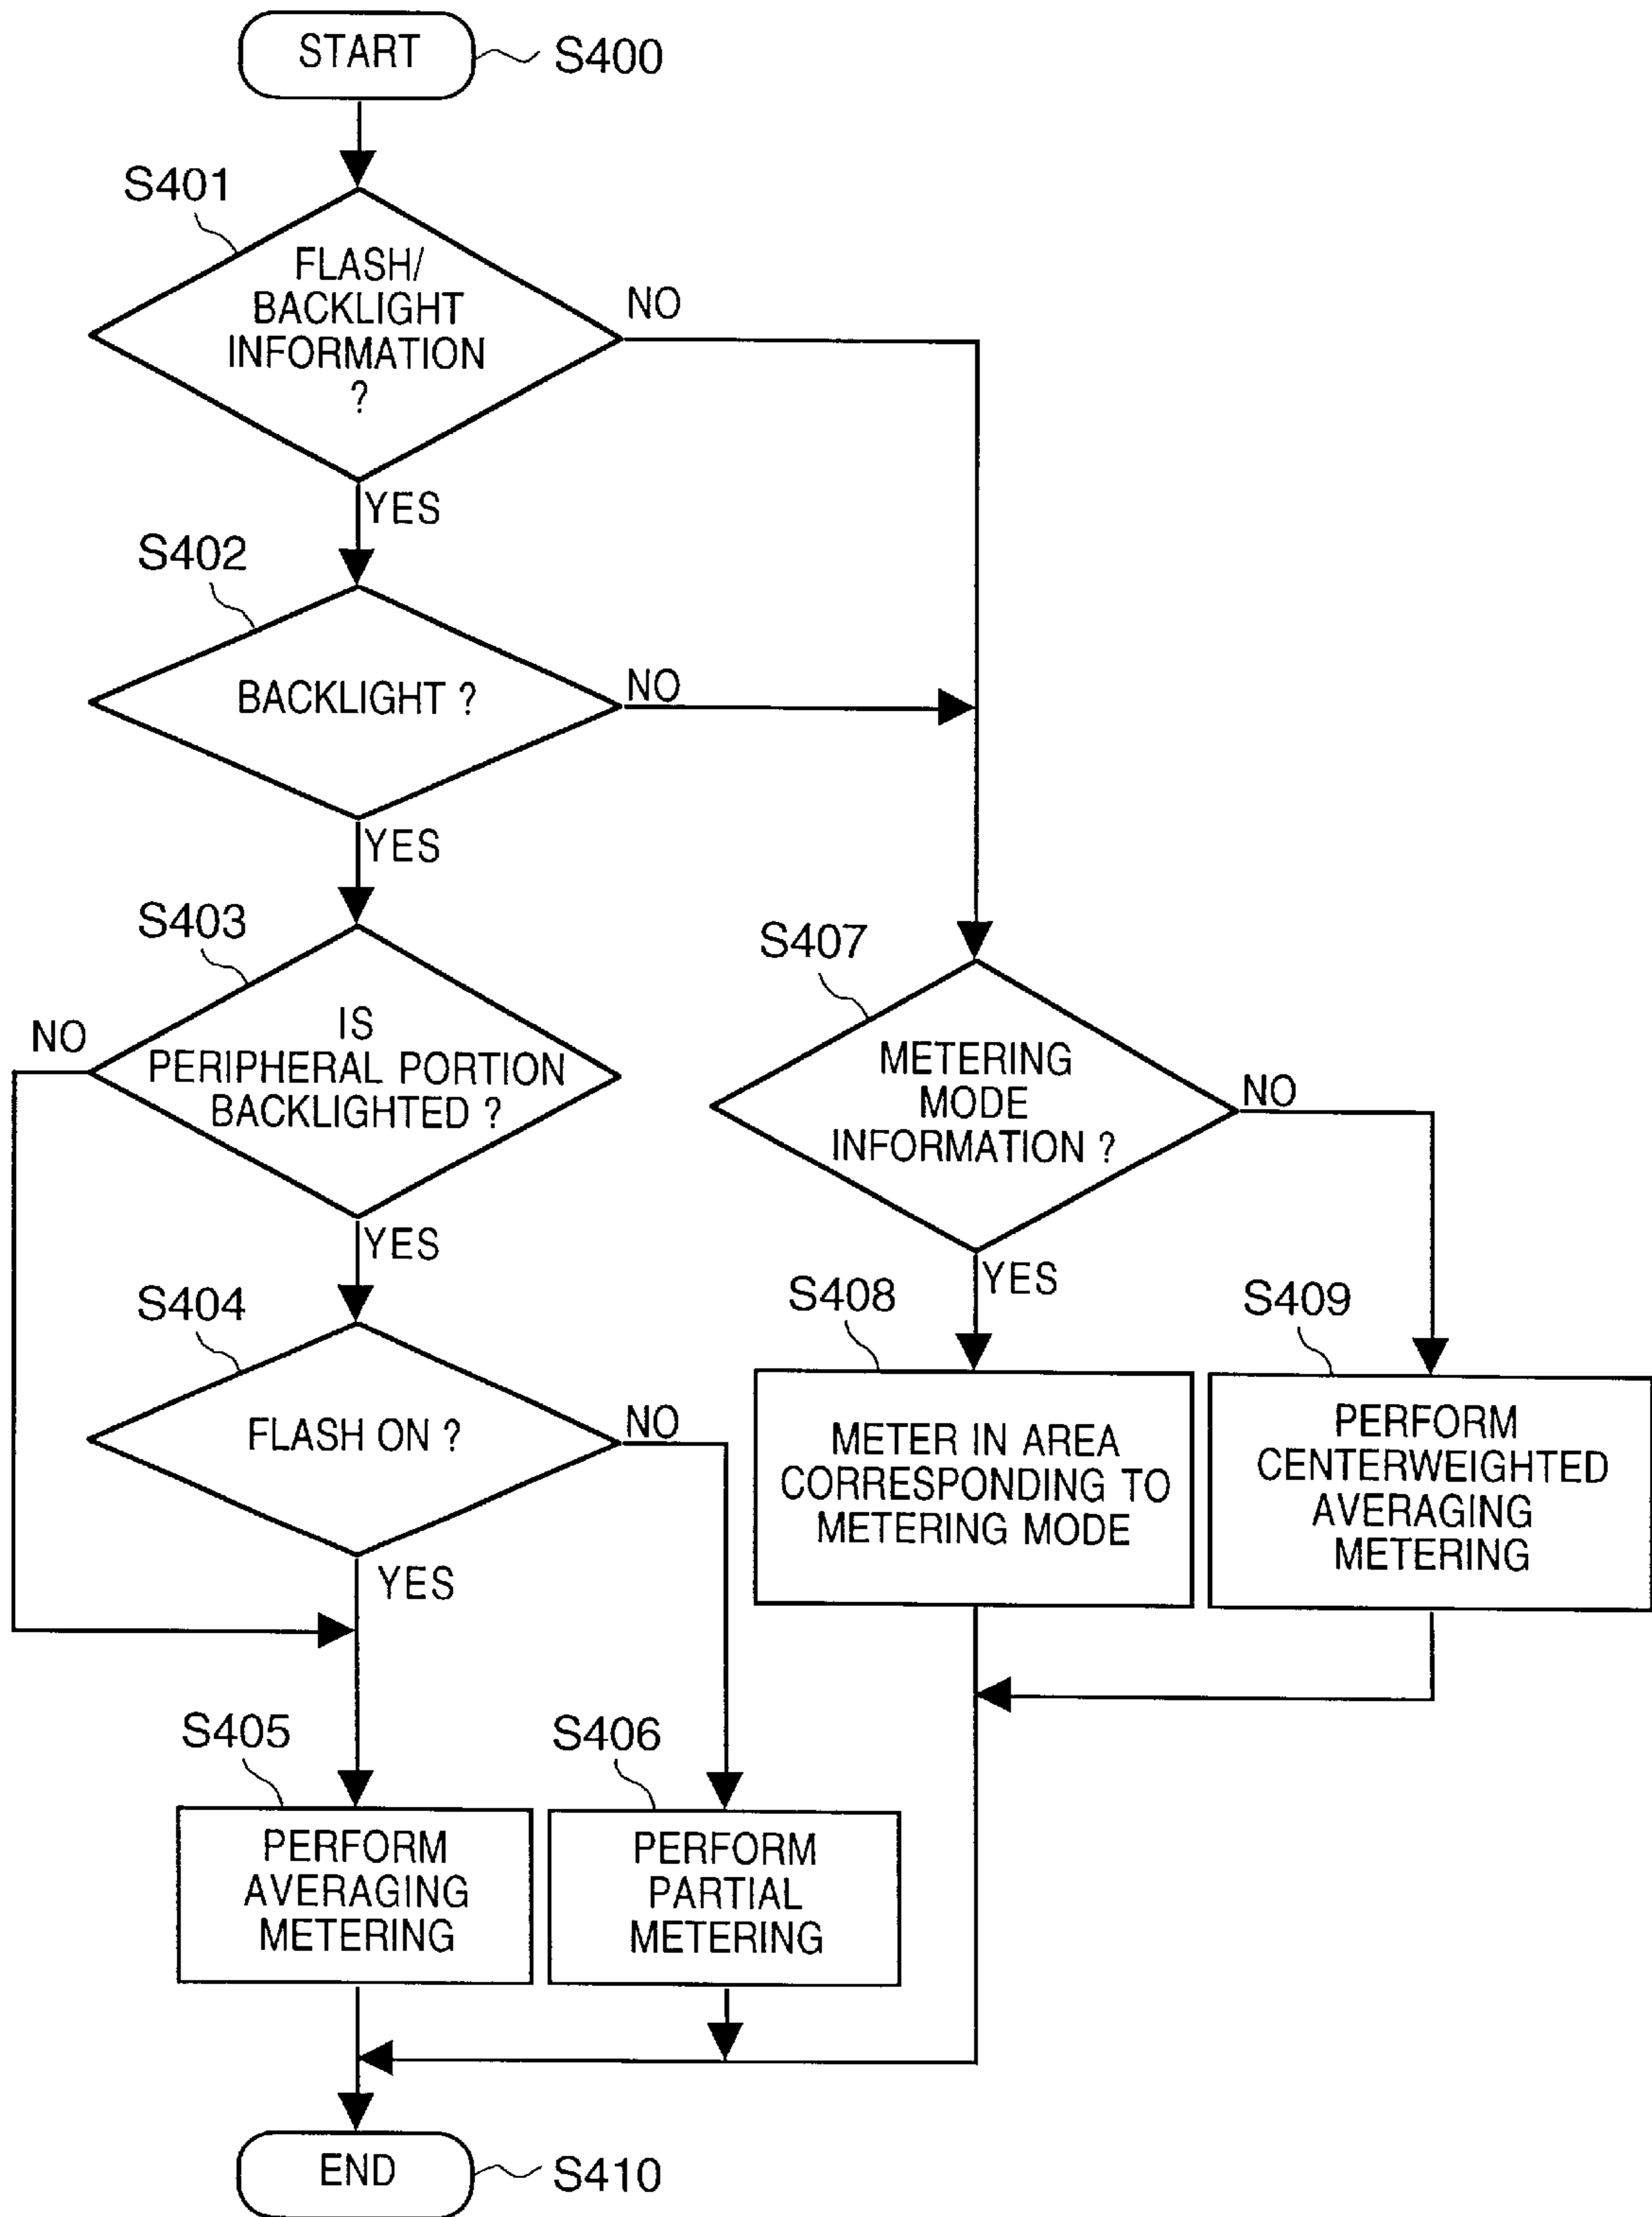 START
S400
S401
FLASH/
BACKLIGHT
INFORMATION
?
NO
YES
S402
BACKLIGHT ?
NO
YES
S403
NO
IS
PERIPHERAL PORTION
BACKLIGHTED ?
YES
S407
METERING
MODE
INFORMATION ?
NO
YES
S404
FLASH ON ?
NO
YES
S408
METER IN AREA
CORRESPONDING TO
METERING MODE
S409
PERFORM
CENTERWEIGHTED
AVERAGING
METERING
S405
PERFORM
AVERAGING
METERING
S406
PERFORM
PARTIAL
METERING
END
S410